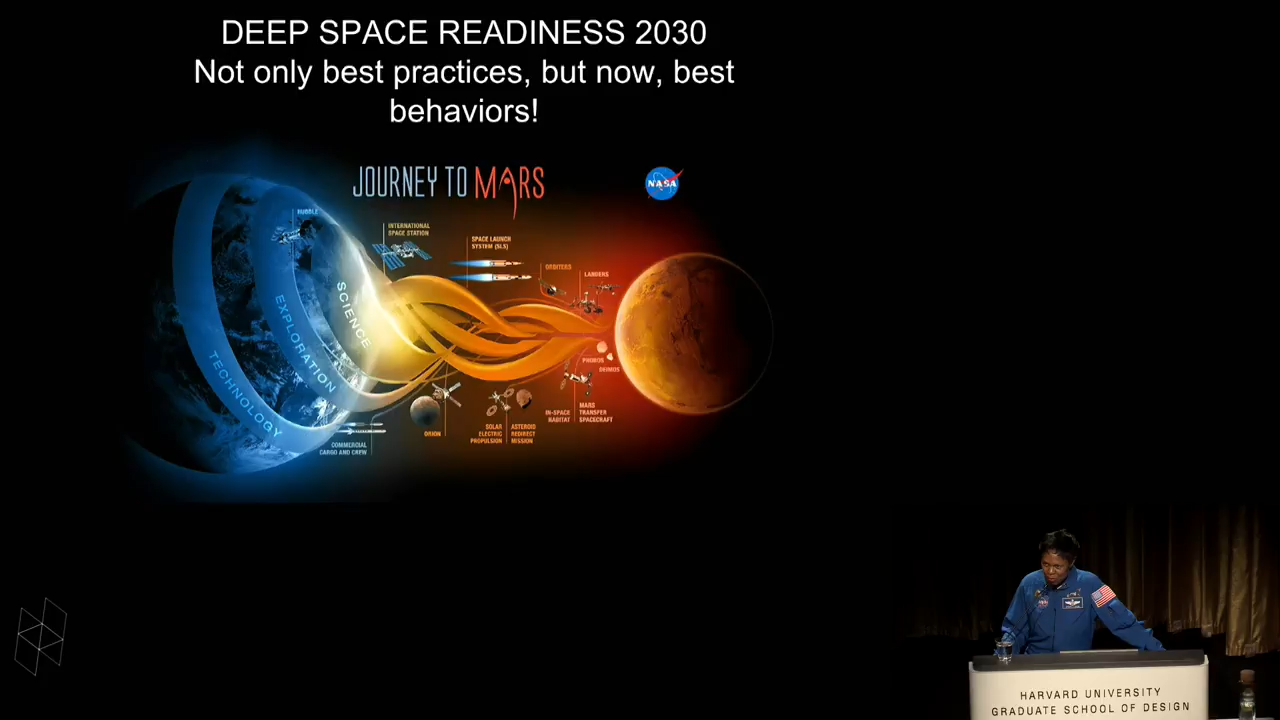 DEEP SPACE READINESS 2030
Not only best practices, but now, best
behaviors!
JOURNEY TO MARS
NASA
HUBBLE
INTERNATIONAL
SPACE STATION
SPACE LAUNCH
SYSTEM (SLS)
ORBITERS
LANDERS
SCIENCE
EXPLORATION
TECHNOLOGY
PHOBOS
DEIMOS
COMMERCIAL
CARGO AND CREW
ORION
SOLAR
ELECTRIC
PROPULSION
ASTEROID
REDIRECT
MISSION
IN-SPACE
HABITAT
MARS
TRANSFER
SPACECRAFT
HARVARD UNIVERSITY
GRADUATE SCHOOL OF DESIGN